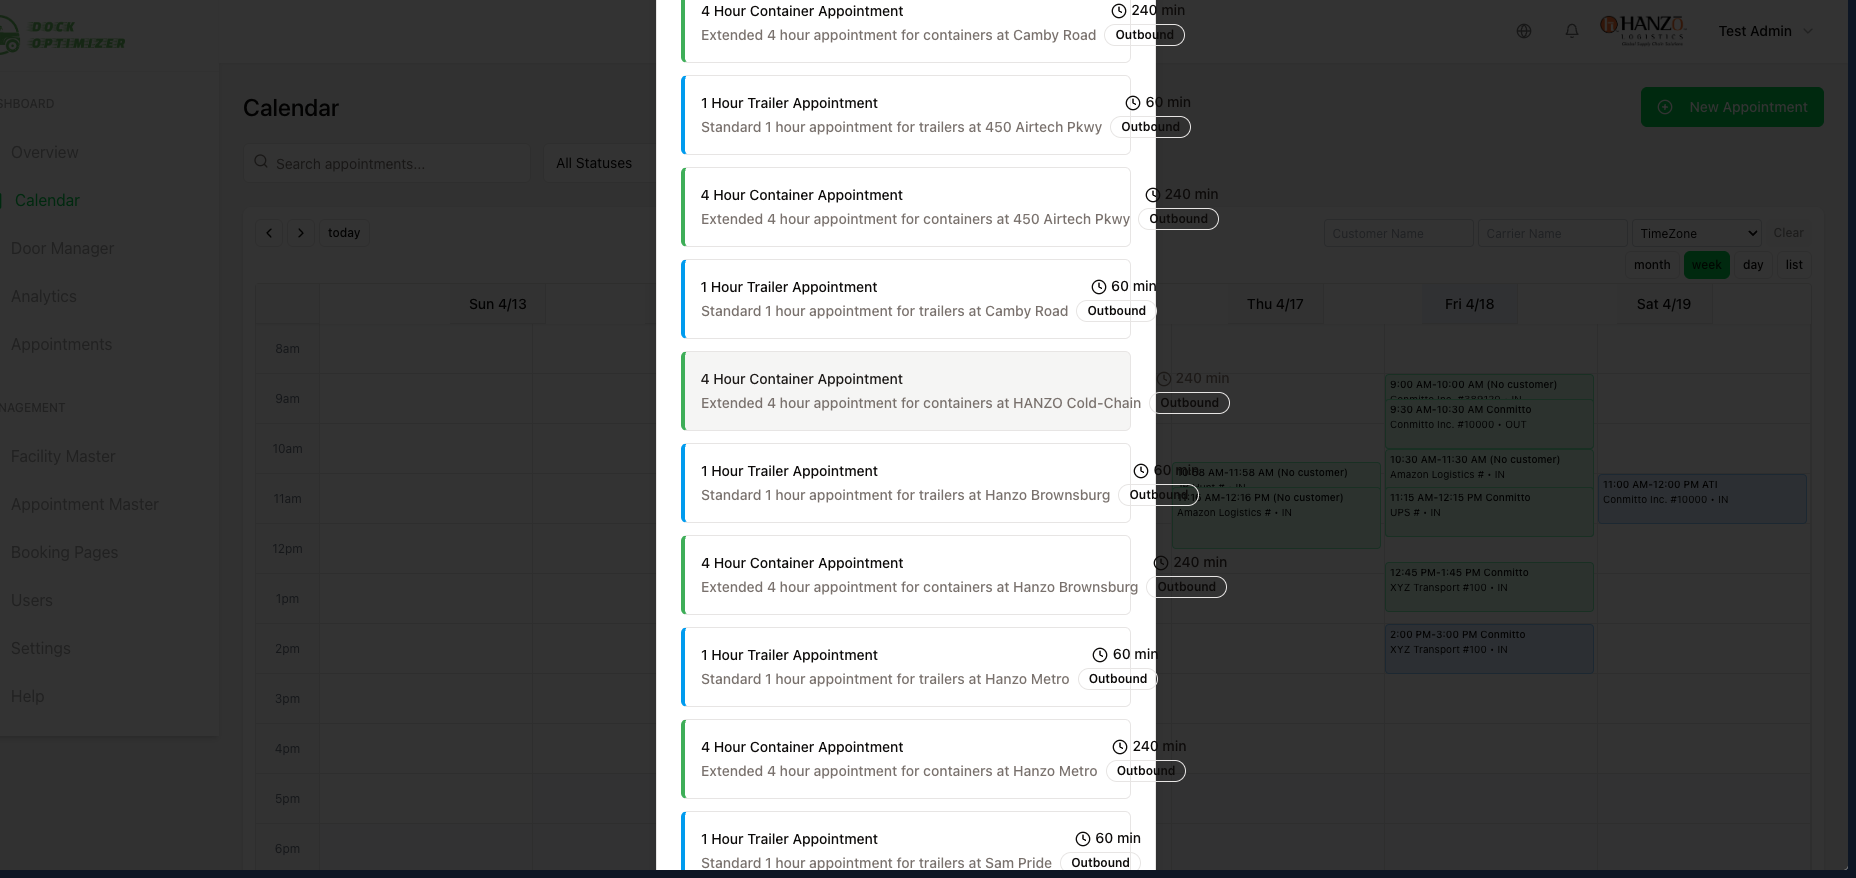 DOCK
OPTIMIZER
HANZO
LOGISTICS
Test Admin
SHBOARD
Overview
Calendar
Door Manager
Analytics
Appointments
NAGEMENT
Facility Master
Appointment Master
Booking Pages
Users
Settings
Help
Calendar
New Appointment
Search appointments...
All Statuses
today
Customer Name
Carrier Name
TimeZone
Clear
month
week
day
list
Sun 4/13
Thu 4/17
Fri 4/18
Sat 4/19
8am
9am
10am
11am
12pm
1pm
2pm
3pm
4pm
5pm
6pm
4 Hour Container Appointment
240 min
Extended 4 hour appointment for containers at Camby Road
Outbound
1 Hour Trailer Appointment
60 min
Standard 1 hour appointment for trailers at 450 Airtech Pkwy
Outbound
4 Hour Container Appointment
240 min
Extended 4 hour appointment for containers at 450 Airtech Pkwy
Outbound
1 Hour Trailer Appointment
60 min
Standard 1 hour appointment for trailers at Camby Road
Outbound
4 Hour Container Appointment
240 min
Extended 4 hour appointment for containers at HANZO Cold-Chain
Outbound
1 Hour Trailer Appointment
60 min
Standard 1 hour appointment for trailers at Hanzo Brownsburg
Outbound
4 Hour Container Appointment
240 min
Extended 4 hour appointment for containers at Hanzo Brownsburg
Outbound
1 Hour Trailer Appointment
60 min
Standard 1 hour appointment for trailers at Hanzo Metro
Outbound
4 Hour Container Appointment
240 min
Extended 4 hour appointment for containers at Hanzo Metro
Outbound
1 Hour Trailer Appointment
60 min
Standard 1 hour appointment for trailers at Sam Pride
Outbound
AM-11:58 AM (No customer)
AM-12:16 PM (No customer)
Amazon Logistics # • IN
9:00 AM-10:00 AM (No customer)
9:30 AM-10:30 AM Conmitto
Conmitto Inc. #10000 • OUT
10:30 AM-11:30 AM (No customer)
Amazon Logistics # • IN
11:15 AM-12:15 PM Conmitto
UPS # • IN
12:45 PM-1:45 PM Conmitto
XYZ Transport #100 • IN
2:00 PM-3:00 PM Conmitto
XYZ Transport #100 • IN
11:00 AM-12:00 PM ATI
Conmitto Inc. #10000 • IN